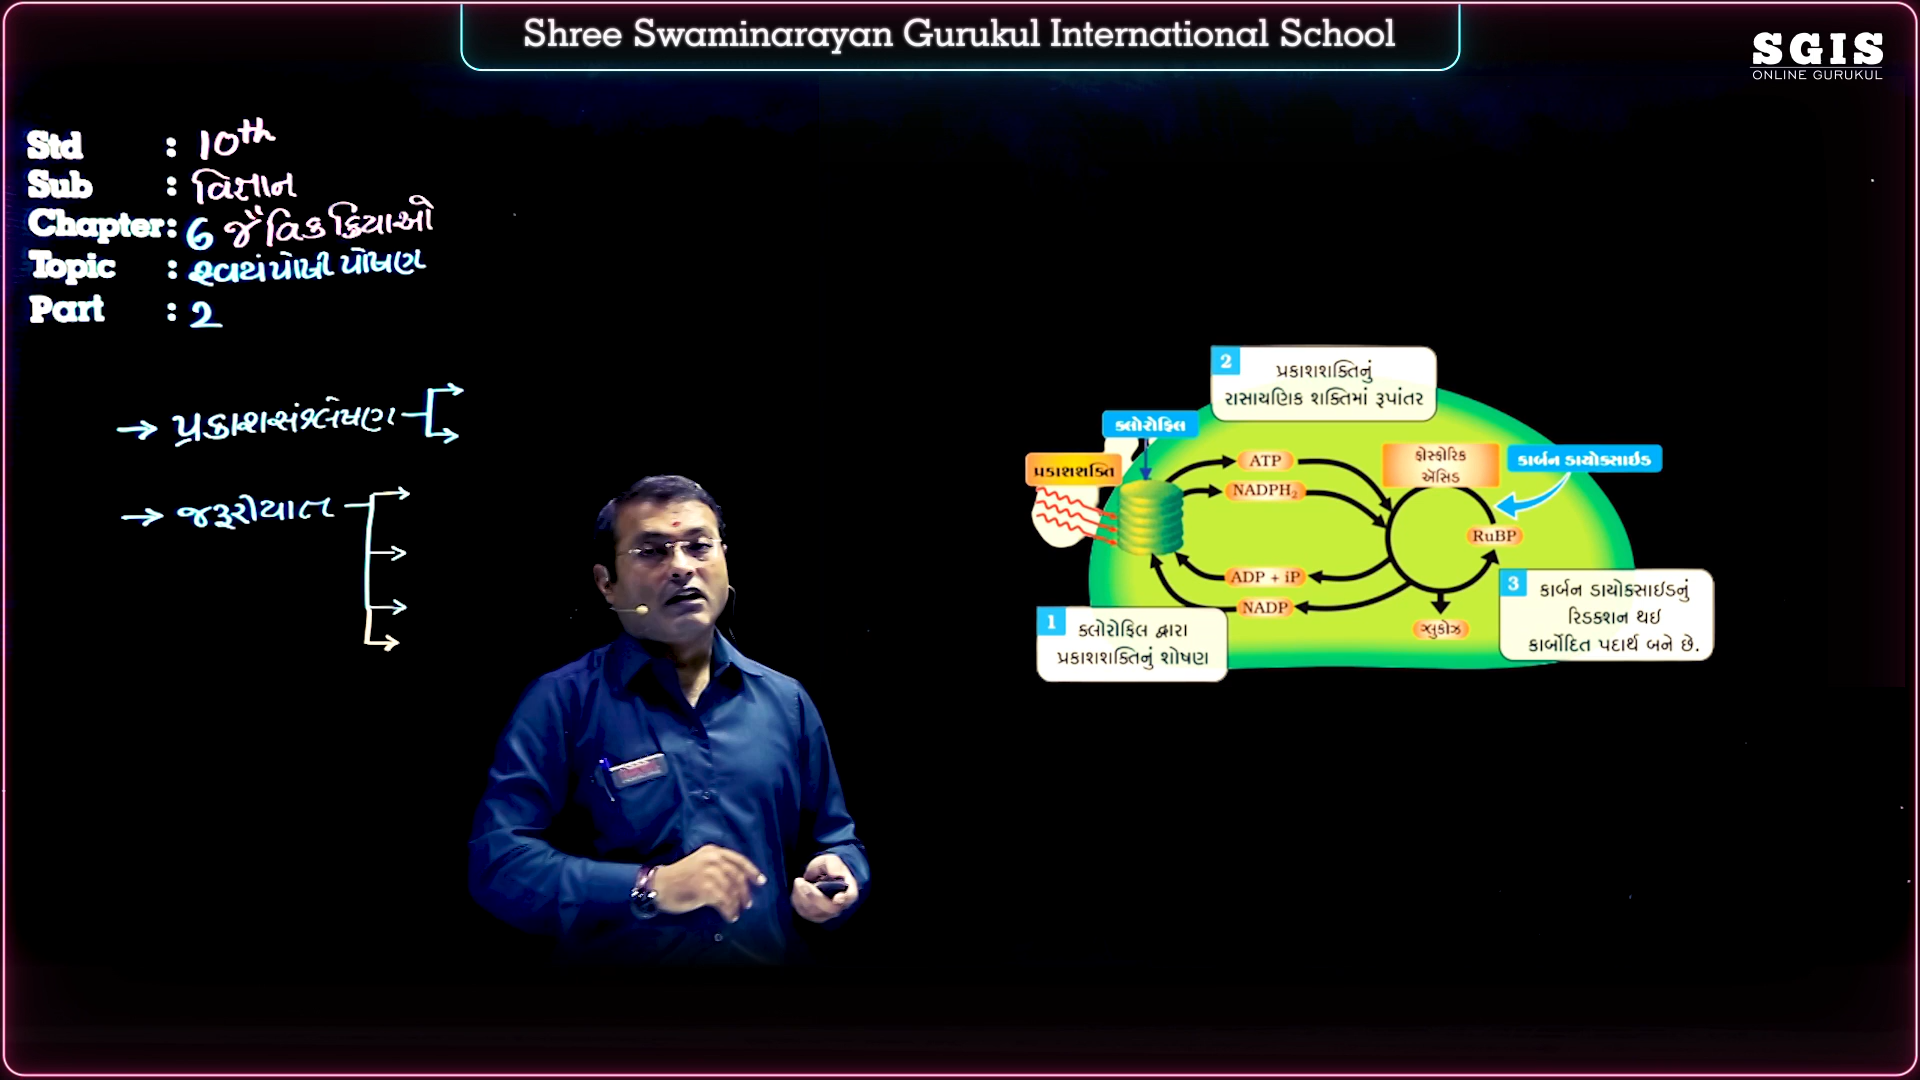 Shree Swaminarayan Gurukul International School
SGIS
ONLINE GURUKUL
Std : 10th
Sub : વિજ્ઞાન
Chapter: 6 જૈવિક ક્રિયાઓ
Topic : સ્વયંપોષી પોષણ
Part : 2
→ પ્રકાશસંશ્લેષણ
→ જરૂરીયાત
2 પ્રકાશશક્તિનું
રાસાયણિક શક્તિમાં રૂપાંતર
ક્લોરોફિલ
પ્રકાશશક્તિ
ATP
NADPH₂
ફોસ્ફોરિક
ઍસિડ
કાર્બન ડાયોક્સાઇડ
RuBP
ADP + iP
NADP
ગ્લુકોઝ
1 ક્લોરોફિલ દ્વારા
પ્રકાશશક્તિનું શોષણ
3 કાર્બન ડાયોક્સાઈડનું
રિડક્શન થઈ
કાર્બોદિત પદાર્થ બને છે.